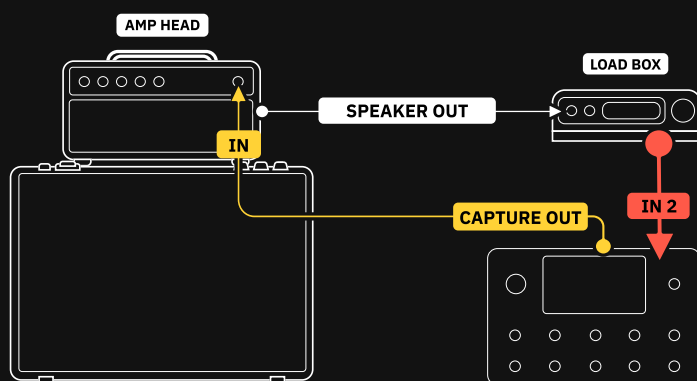 AMP HEAD
LOAD BOX
SPEAKER OUT
IN
IN 2
CAPTURE OUT